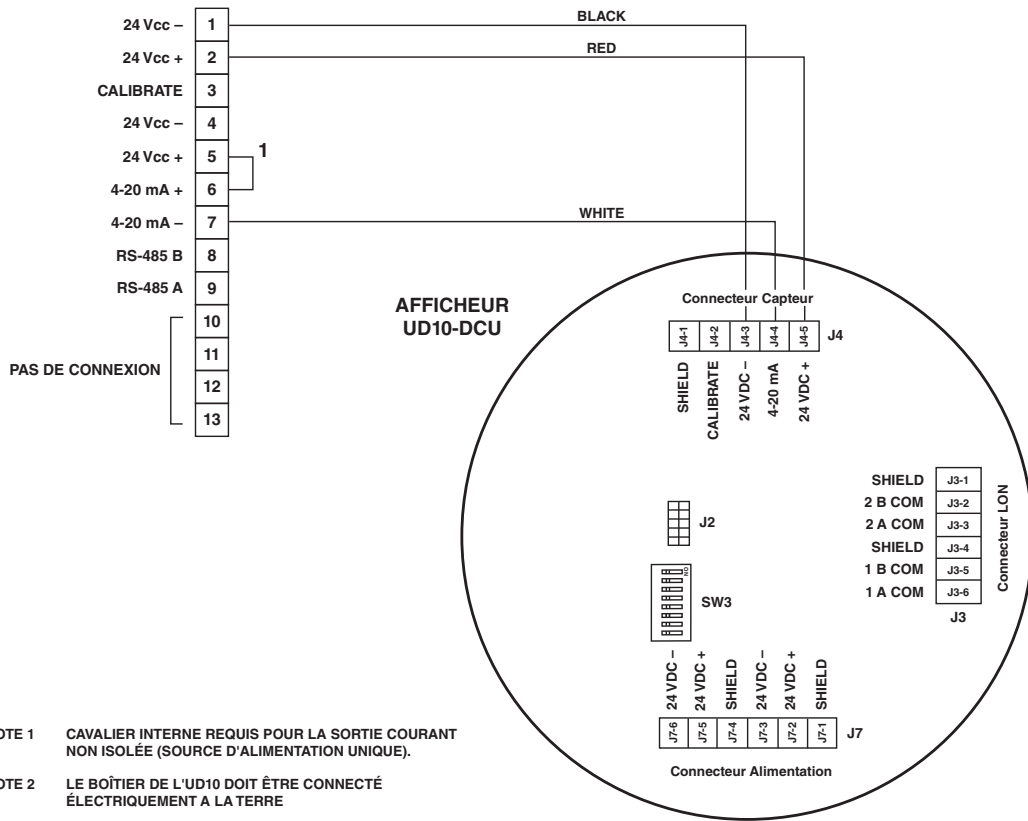 BLACK
24 Vcc – 1
RED
24 Vcc + 2
CALIBRATE 3
24 Vcc – 4
24 Vcc + 5
1
4-20 mA + 6
WHITE
4-20 mA – 7
RS-485 B 8
RS-485 A 9
PAS DE CONNEXION
10
11
12
13
AFFICHEUR
UD10-DCU
Connecteur Capteur
J4-1
J4-2
J4-3
J4-4
J4-5
J4
SHIELD
CALIBRATE
24 VDC –
4-20 mA
24 VDC +
SHIELD J3-1
2 B COM J3-2
2 A COM J3-3
SHIELD J3-4
1 B COM J3-5
1 A COM J3-6
Connecteur LON
J3
J2
ON
SW3
24 VDC –
24 VDC +
SHIELD
24 VDC –
24 VDC +
SHIELD
J7-6
J7-5
J7-4
J7-3
J7-2
J7-1
J7
Connecteur Alimentation
OTE 1 CAVALIER INTERNE REQUIS POUR LA SORTIE COURANT
NON ISOLÉE (SOURCE D'ALIMENTATION UNIQUE).
OTE 2 LE BOÎTIER DE L'UD10 DOIT ÊTRE CONNECTÉ
ÉLECTRIQUEMENT A LA TERRE